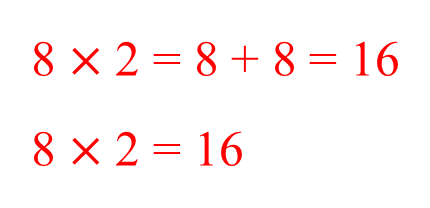 8 × 2 = 8 + 8 = 16
8 × 2 = 16